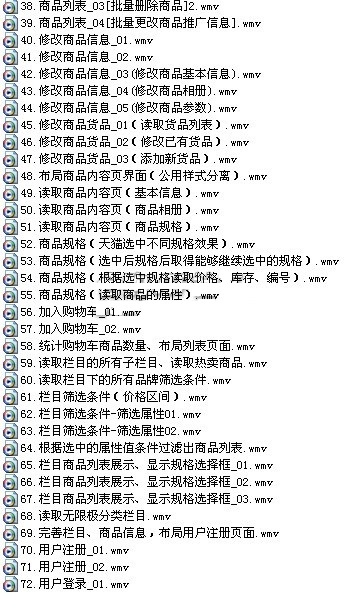 38.商品列表_03[批量删除商品]2.wmv
39.商品列表_04[批量更改商品推广信息].wmv
40.修改商品信息_01.wmv
41.修改商品信息_02.wmv
42.修改商品信息_03(修改商品基本信息).wmv
43.修改商品信息_04(修改商品相册).wmv
44.修改商品信息_05(修改商品参数).wmv
45.修改商品货品_01（读取货品列表）.wmv
46.修改商品货品_02（修改已有货品）.wmv
47.修改商品货品_03（添加新货品）.wmv
48.布局商品内容页界面（公用样式分离）.wmv
49.读取商品内容页（基本信息）.wmv
50.读取商品内容页（商品相册）.wmv
51.读取商品内容页（商品规格）.wmv
52.商品规格（天猫选中不同规格效果）.wmv
53.商品规格（选中后规格后取得能够继续选中的规格）.wmv
54.商品规格（根据选中规格读取价格、库存、编号）.wmv
55.商品规格（读取商品的属性）.wmv
56.加入购物车_01.wmv
57.加入购物车_02.wmv
58.统计购物车商品数量、布局列表页面.wmv
59.读取栏目的所有子栏目、读取热卖商品.wmv
60.读取栏目下的所有品牌筛选条件.wmv
61.栏目筛选条件（价格区间）.wmv
62.栏目筛选条件-筛选属性01.wmv
63.栏目筛选条件-筛选属性02.wmv
64.根据选中的属性值条件过滤出商品列表.wmv
65.栏目商品列表展示、显示规格选择框_01.wmv
66.栏目商品列表展示、显示规格选择框_02.wmv
67.栏目商品列表展示、显示规格选择框_03.wmv
68.读取无限极分类栏目.wmv
69.完善栏目、商品信息，布局用户注册页面.wmv
70.用户注册_01.wmv
71.用户注册_02.wmv
72.用户登录_01.wmv